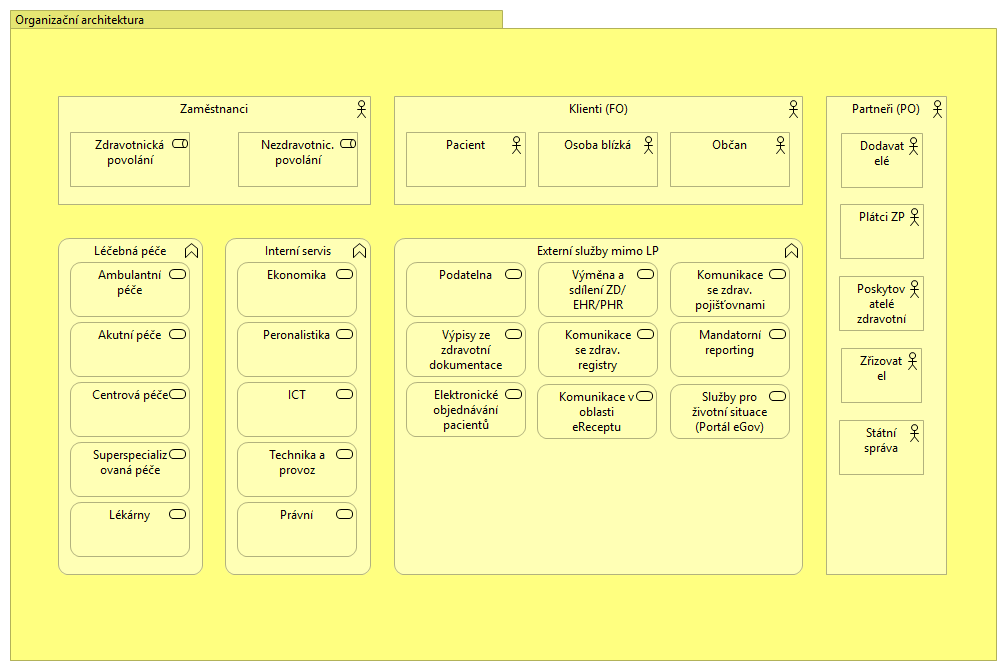 Organizační architektura
Zaměstnanci
Zdravotnická
povolání
Nezdravotnic.
povolání
Klienti (FO)
Pacient
Osoba blízká
Občan
Partneři (PO)
Dodavat
elé
Plátci ZP
Poskytov
atelé
zdravotní
Zřizovat
el
Státní
správa
Léčebná péče
Ambulantní
péče
Akutní péče
Centrová péče
Superspecializ
ovaná péče
Lékárny
Interní servis
Ekonomika
Peronalistika
ICT
Technika a
provoz
Právní
Externí služby mimo LP
Podatelna
Výměna a
sdílení ZD/
EHR/PHR
Komunikace
se zdrav.
pojišťovnami
Výpisy ze
zdravotní
dokumentace
Komunikace
se zdrav.
registry
Mandatorní
reporting
Elektronické
objednávání
pacientů
Komunikace v
oblasti
eReceptu
Služby pro
životní situace
(Portál eGov)